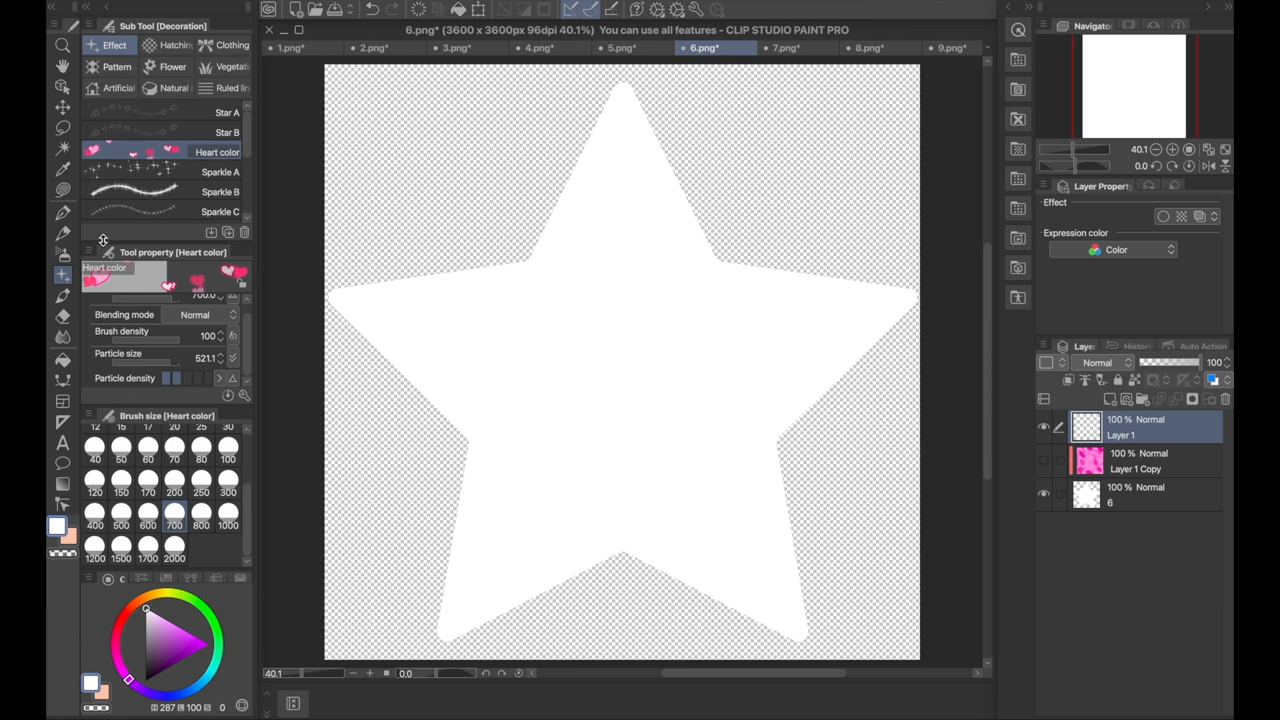 Sub Tool [Decoration]
Effect
Hatchin
Clothing
Pattern
Flower
Vegetati
Artificial
Natural
Ruled lin
Star A
Star B
Heart color
Sparkle A
Sparkle B
Sparkle C
Tool property [Heart color]
Heart color
700.0
Blending mode Normal
Brush density 100
Particle size 521.1
Particle density
Brush size [Heart color]
12 15 17 20 25 30
40 50 60 70 80 100
120 150 170 200 250 300
400 500 600 700 800 1000
1200 1500 1700 2000
C
287 L 100 S 0
6.png* (3600 x 3600px 96dpi 40.1%) You can use all features - CLIP STUDIO PAINT PRO
1.png* 2.png* 3.png* 4.png* 5.png* 6.png* 7.png* 8.png* 9.png*
40.1 0.0
Navigator
40.1
0.0
Layer Property
Effect
Expression color
Color
Layer History Auto Action
Normal 100
100 % Normal
Layer 1
100 % Normal
Layer 1 Copy
100 % Normal
6